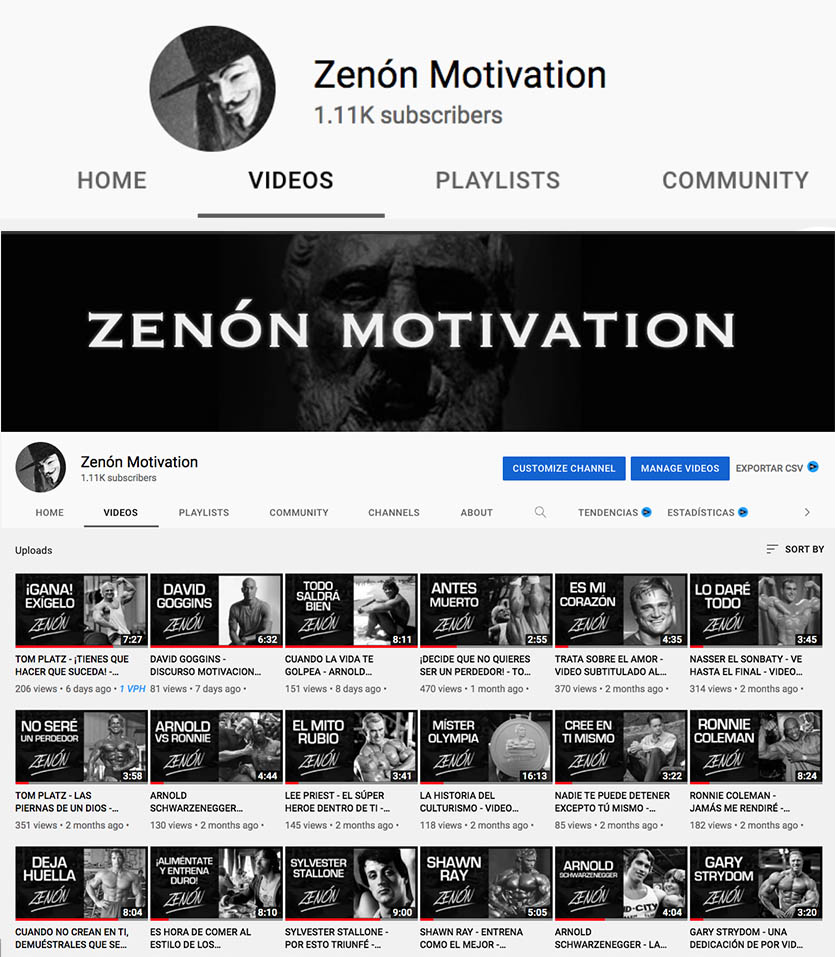 Zenón Motivation
1.11K subscribers
HOME VIDEOS PLAYLISTS COMMUNITY
ZENÓN MOTIVATION
Zenón Motivation
1.11K subscribers
CUSTOMIZE CHANNEL MANAGE VIDEOS EXPORTAR CSV
HOME VIDEOS PLAYLISTS COMMUNITY CHANNELS ABOUT TENDENCIAS ESTADÍSTICAS
Uploads SORT BY
¡GANA!
EXÍGELO
ZENÓN
7:27
TOM PLATZ - ¡TIENES QUE
HACER QUE SUCEDA! -...
206 views • 6 days ago • 1 VPH
DAVID
GOGGINS
ZENÓN
6:32
DAVID GOGGINS -
DISCURSO MOTIVACION...
81 views • 7 days ago •
TODO
SALDRÁ
BIEN
ZENÓN
8:11
CUANDO LA VIDA TE
GOLPEA - ARNOLD...
151 views • 8 days ago •
ANTES
MUERTO
ZENÓN
2:55
¡DECIDE QUE NO QUIERES
SER UN PERDEDOR! - TO...
470 views • 1 month ago •
ES MI
CORAZÓN
ZENÓN
4:35
TRATA SOBRE EL AMOR -
VIDEO SUBTITULADO AL...
370 views • 2 months ago •
LO DARÉ
TODO
ZENÓN
3:45
NASSER EL SONBATY - VE
HASTA EL FINAL - VIDEO...
314 views • 2 months ago •
NO SERÉ
UN PERDEDOR
ZENÓN
3:58
TOM PLATZ - LAS
PIERNAS DE UN DIOS -...
351 views • 2 months ago •
ARNOLD
VS RONNIE
ZENÓN
4:44
ARNOLD
SCHWARZENEGGER...
130 views • 2 months ago •
EL MITO
RUBIO
ZENÓN
3:41
LEE PRIEST - EL SÚPER
HEROE DENTRO DE TI -...
145 views • 2 months ago •
MÍSTER
OLYMPIA
ZENÓN
16:13
LA HISTORIA DEL
CULTURISMO - VIDEO...
118 views • 2 months ago •
CREE EN
TI MISMO
ZENÓN
3:22
NADIE TE PUEDE DETENER
EXCEPTO TÚ MISMO -...
85 views • 2 months ago •
RONNIE
COLEMAN
ZENÓN
8:24
RONNIE COLEMAN -
JAMÁS ME RENDIRÉ -...
182 views • 2 months ago •
DEJA
HUELLA
ZENÓN
8:04
CUANDO NO CREAN EN TI,
DEMUÉSTRALES QUE SE...
¡ALIMÉNTATE
Y ENTRENA
DURO!
ZENÓN
8:10
ES HORA DE COMER AL
ESTILO DE LOS...
SYLVESTER
STALLONE
ZENÓN
9:00
SYLVESTER STALLONE -
POR ESTO TRIUNFÉ -...
SHAWN
RAY
ZENÓN
5:05
SHAWN RAY - ENTRENA
COMO EL MEJOR -...
ARNOLD
SCHWARZENEGGER
ZENÓN
4:04
ARNOLD
SCHWARZENEGGER - LA...
GARY
STRYDOM
ZENÓN
3:20
GARY STRYDOM - UNA
DEDICACIÓN DE POR VID...